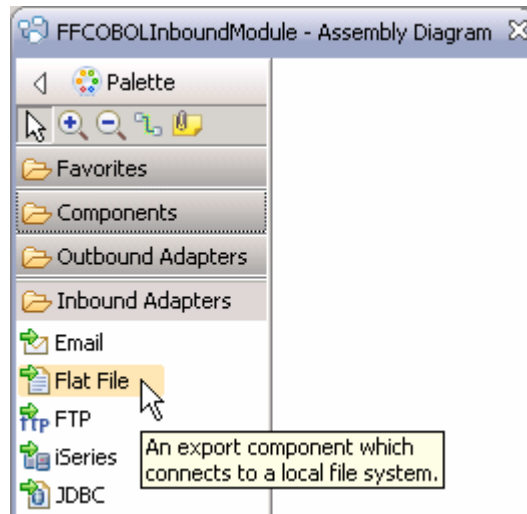 FFCOBOLInboundModule - Assembly Diagram
Palette
Favorites
Components
Outbound Adapters
Inbound Adapters
Email
Flat File
FTP
iSeries
An export component which
connects to a local file system.
JDBC